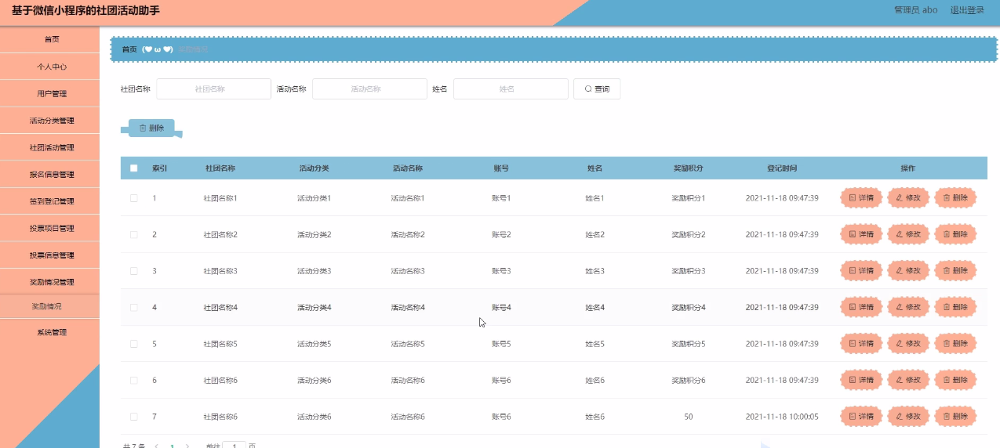 基于微信小程序的社团活动助手 管理员 abo 退出登录
首页
个人中心
用户管理
活动分类管理
社团活动管理
报名信息管理
签到登记管理
投票项目管理
投票信息管理
奖励情况管理
奖励情况
系统管理
首页 (♥ ω ♥) 奖励情况
社团名称 社团名称 活动名称 活动名称 姓名 姓名 查询
删除
索引 社团名称 活动分类 活动名称 账号 姓名 奖励积分 登记时间 操作
1 社团名称1 活动分类1 活动名称1 账号1 姓名1 奖励积分1 2021-11-18 09:47:39 详情 修改 删除
2 社团名称2 活动分类2 活动名称2 账号2 姓名2 奖励积分2 2021-11-18 09:47:39 详情 修改 删除
3 社团名称3 活动分类3 活动名称3 账号3 姓名3 奖励积分3 2021-11-18 09:47:39 详情 修改 删除
4 社团名称4 活动分类4 活动名称4 账号4 姓名4 奖励积分4 2021-11-18 09:47:39 详情 修改 删除
5 社团名称5 活动分类5 活动名称5 账号5 姓名5 奖励积分5 2021-11-18 09:47:39 详情 修改 删除
6 社团名称6 活动分类6 活动名称6 账号6 姓名6 奖励积分6 2021-11-18 09:47:39 详情 修改 删除
7 社团名称6 活动分类6 活动名称6 账号6 姓名6 50 2021-11-18 10:00:05 详情 修改 删除
共 7 条 1 前往 1 页